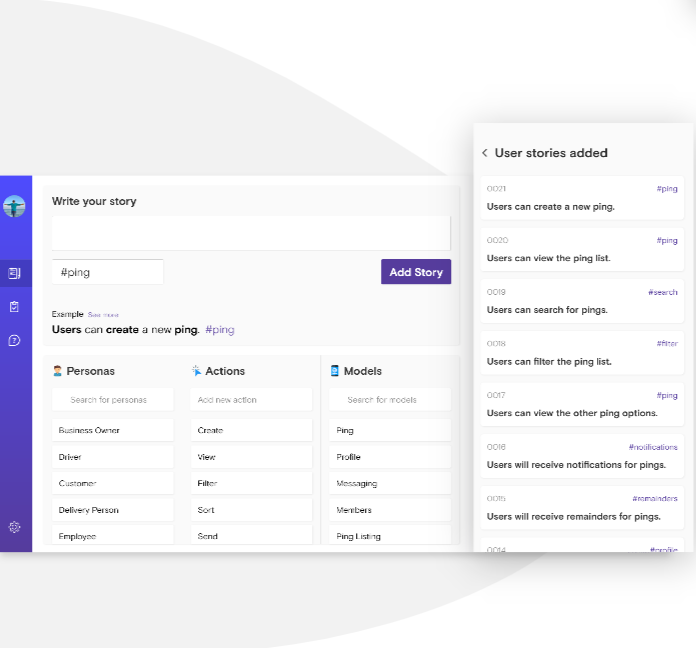 Write your story
#ping
Add Story
Example See more
Users can create a new ping. #ping
Personas
Search for personas
Business Owner
Driver
Customer
Delivery Person
Employee
Actions
Add new action
Create
View
Filter
Sort
Send
Models
Search for models
Ping
Profile
Messaging
Members
Ping Listing
User stories added
0021 #ping
Users can create a new ping.
0020 #ping
Users can view the ping list.
0019 #search
Users can search for pings.
0018 #filter
Users can filter the ping list.
0017 #ping
Users can view the other ping options.
0016 #notifications
Users will receive notifications for pings.
0015 #remainders
Users will receive remainders for pings.
0014 #profile